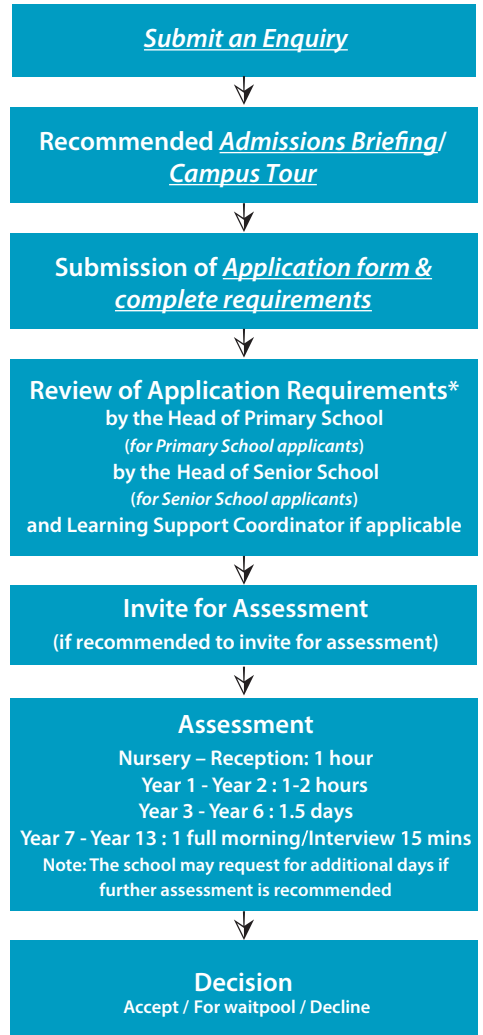 Submit an Enquiry
Recommended Admissions Briefing/
Campus Tour
Submission of Application form &
complete requirements
Review of Application Requirements*
by the Head of Primary School
(for Primary School applicants)
by the Head of Senior School
(for Senior School applicants)
and Learning Support Coordinator if applicable
Invite for Assessment
(if recommended to invite for assessment)
Assessment
Nursery – Reception: 1 hour
Year 1 - Year 2 : 1-2 hours
Year 3 - Year 6 : 1.5 days
Year 7 - Year 13 : 1 full morning/Interview 15 mins
Note: The school may request for additional days if
further assessment is recommended
Decision
Accept / For waitpool / Decline